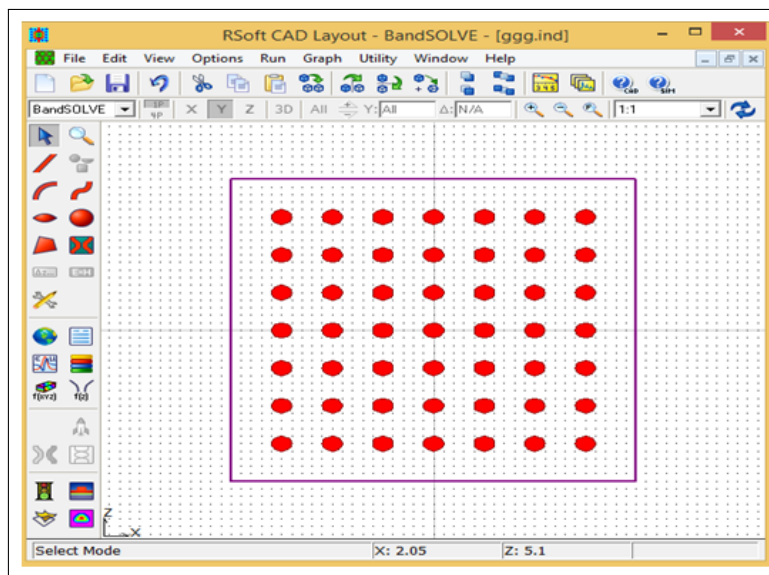 RSoft CAD Layout - BandSOLVE - [ggg.ind]
File Edit View Options Run Graph Utility Window Help
BandSOLVE X Y Z 3D All Y: All Δ: N/A 1:1
f(xyz) f(z)
Z
X
Select Mode X: 2.05 Z: 5.1